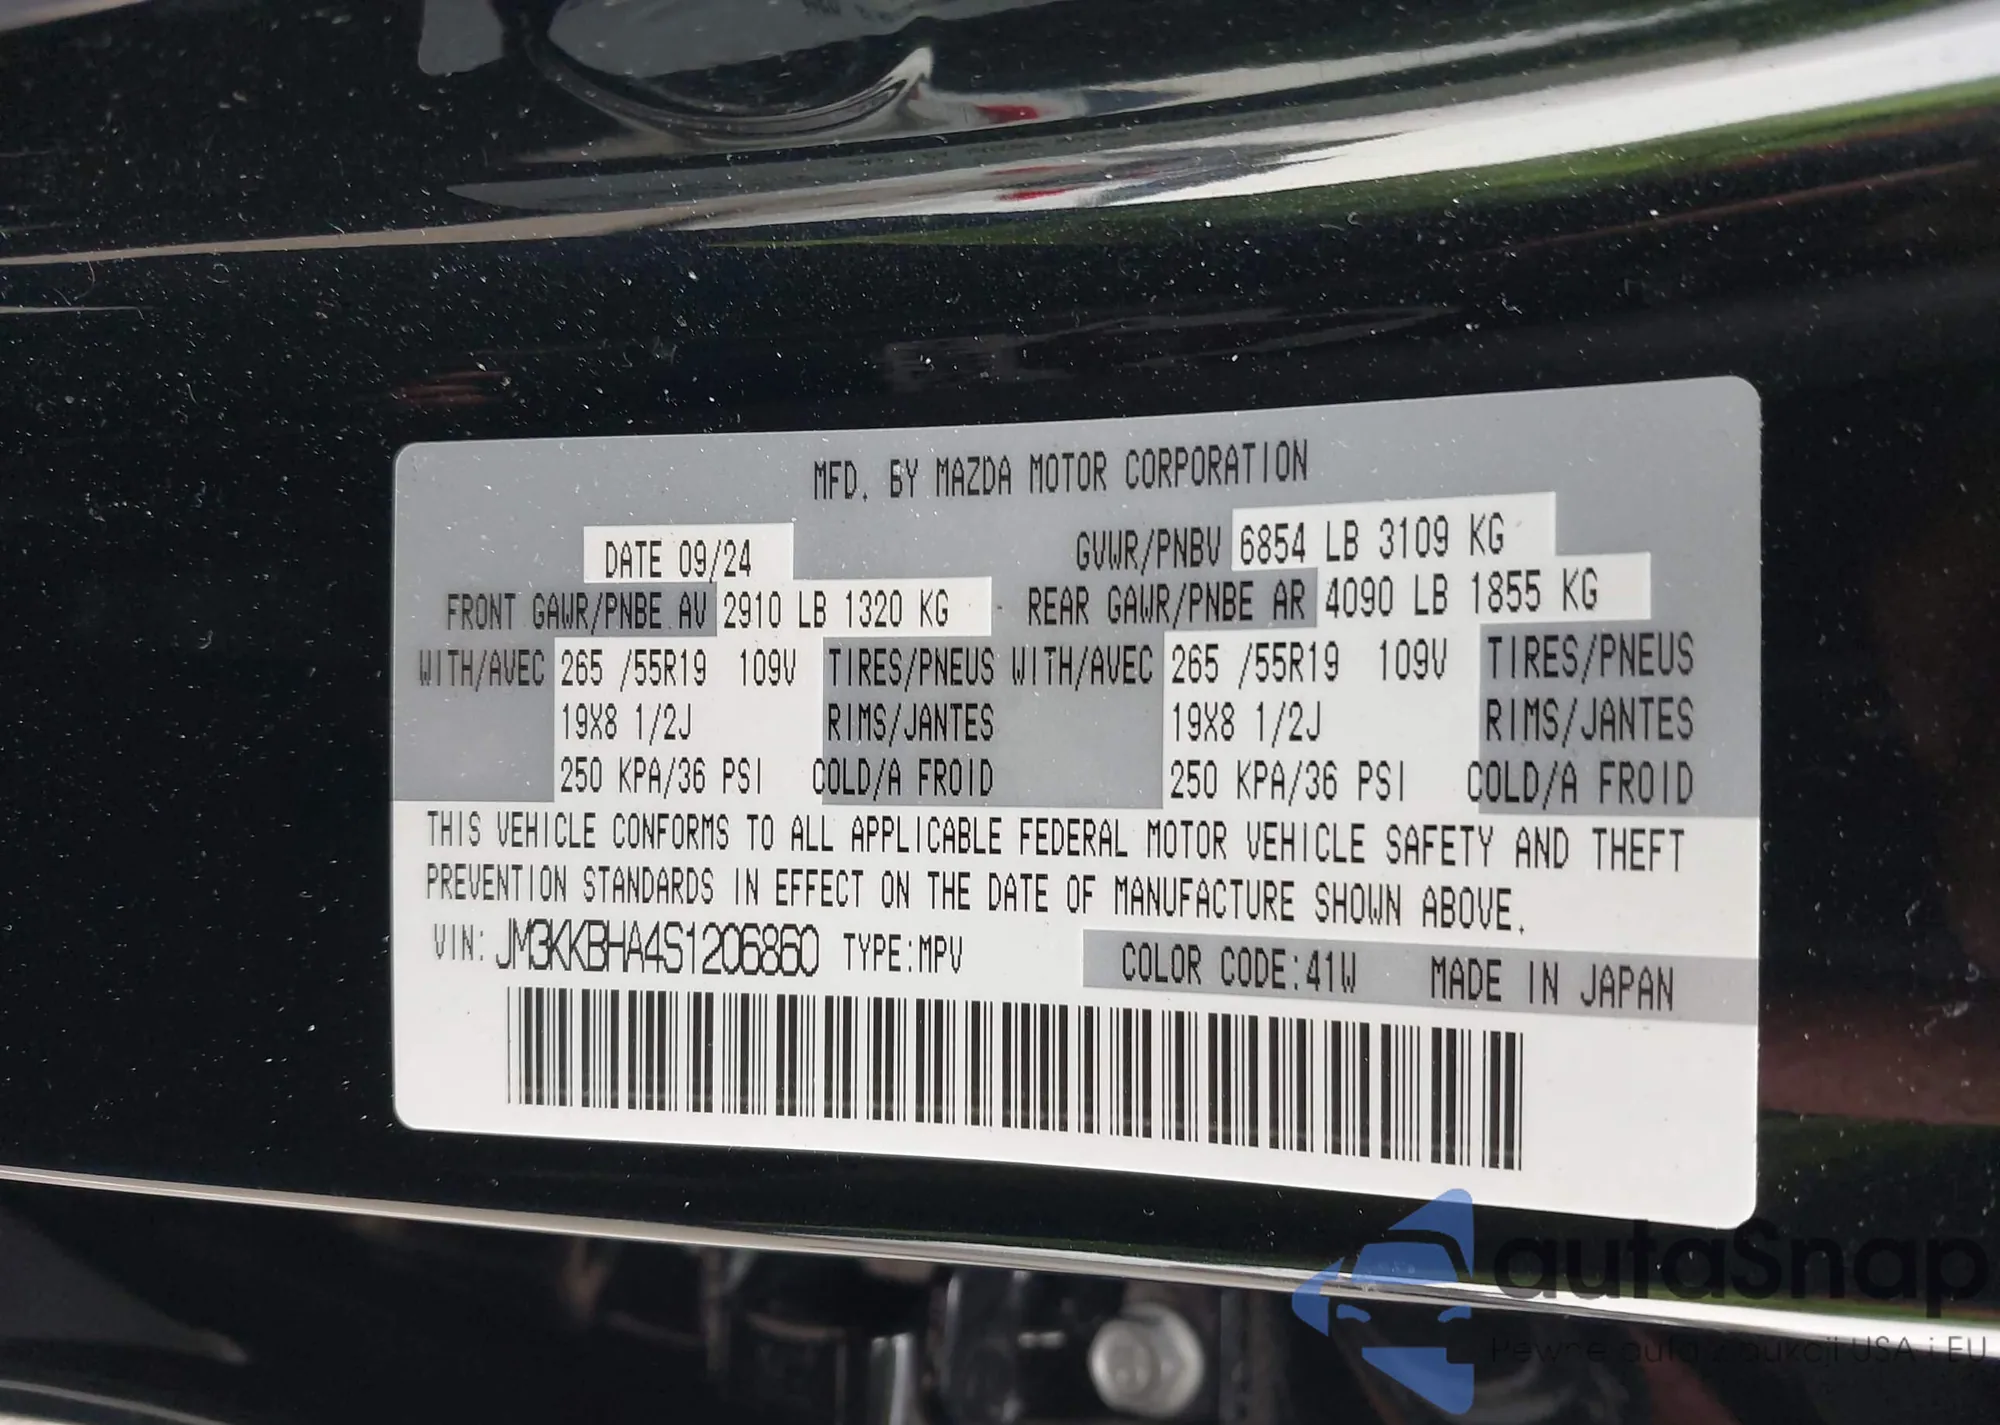 MFD. BY MAZDA MOTOR CORPORATION
DATE 09/24 GVWR/PNBV 6854 LB 3109 KG
FRONT GAWR/PNBE AV 2910 LB 1320 KG REAR GAWR/PNBE AR 4090 LB 1855 KG
WITH/AVEC 265 /55R19 109V TIRES/PNEUS WITH/AVEC 265 /55R19 109V TIRES/PNEUS
19X8 1/2J RIMS/JANTES 19X8 1/2J RIMS/JANTES
250 KPA/36 PSI COLD/A FROID 250 KPA/36 PSI COLD/A FROID
THIS VEHICLE CONFORMS TO ALL APPLICABLE FEDERAL MOTOR VEHICLE SAFETY AND THEFT
PREVENTION STANDARDS IN EFFECT ON THE DATE OF MANUFACTURE SHOWN ABOVE.
VIN: JM3KKBHA4S1206860 TYPE:MPV COLOR CODE:41W MADE IN JAPAN
autaSnap
Pewne auta z aukcji USA i EU